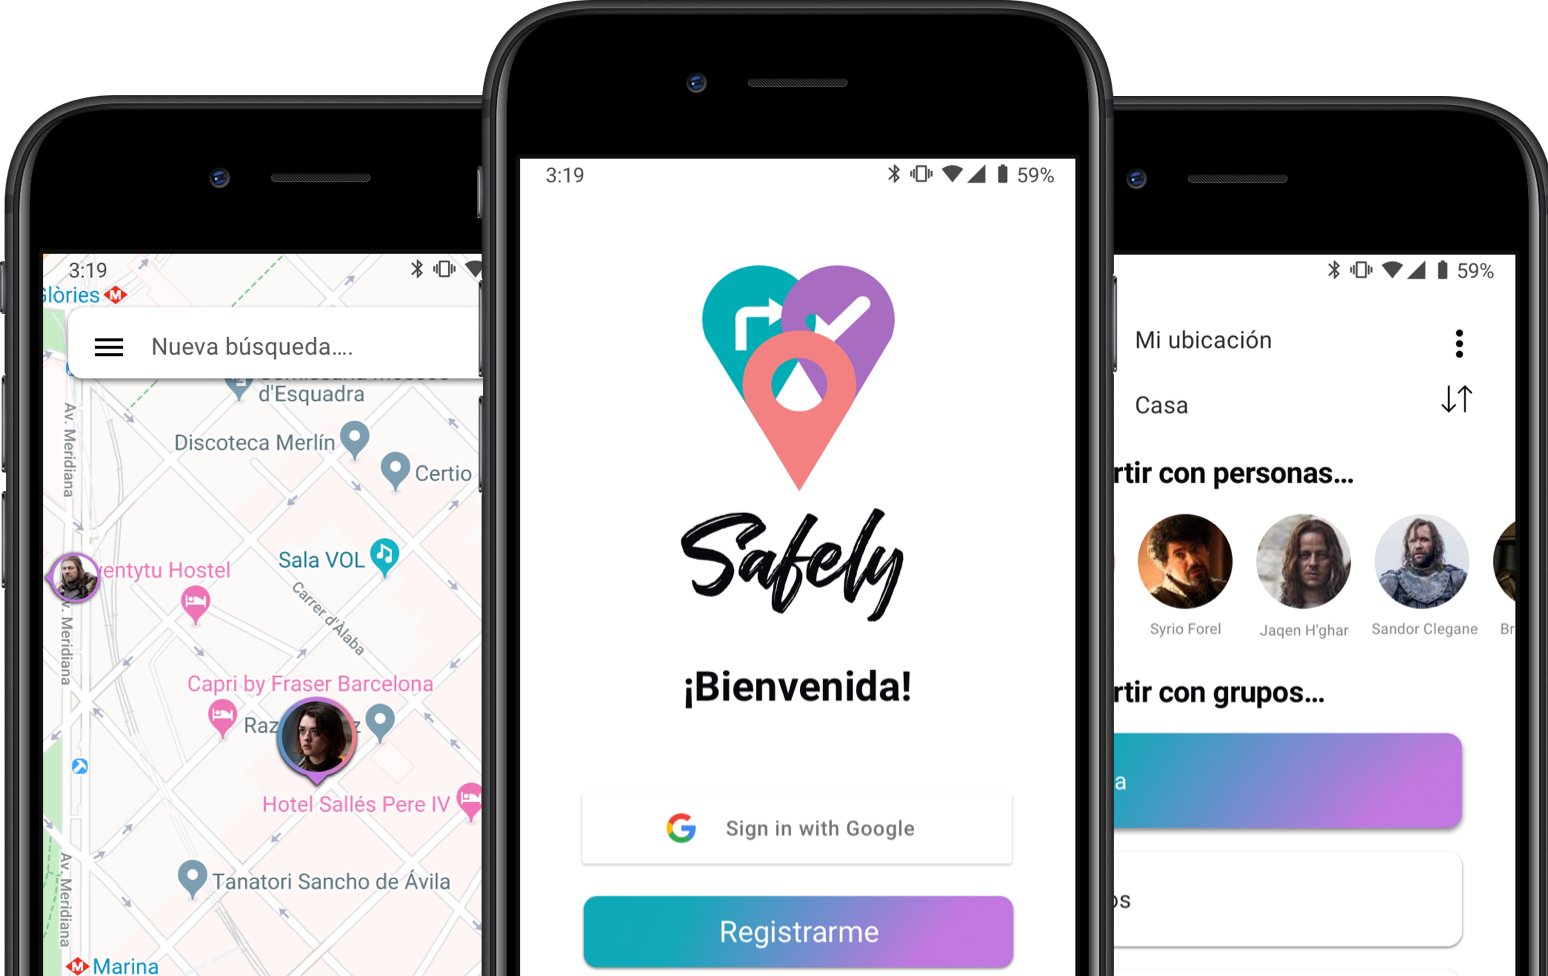 3:19
Glòries
Nueva búsqueda....
d'Esquadra
Discoteca Merlín
Certio
Av. Meridiana
Sala VOL
ventytu Hostel
Carrer d'Àlaba
Av. Meridiana
Capri by Fraser Barcelona
Raz
z
Hotel Sallés Pere IV
Tanatori Sancho de Ávila
Av. Meridiana
Marina
3:19
59%
Safely
¡Bienvenida!
Sign in with Google
Registrarme
59%
Mi ubicación
Casa
rtir con personas...
Syrio Forel
Jaqen H'ghar
Sandor Clegane
Br
rtir con grupos...
a
os